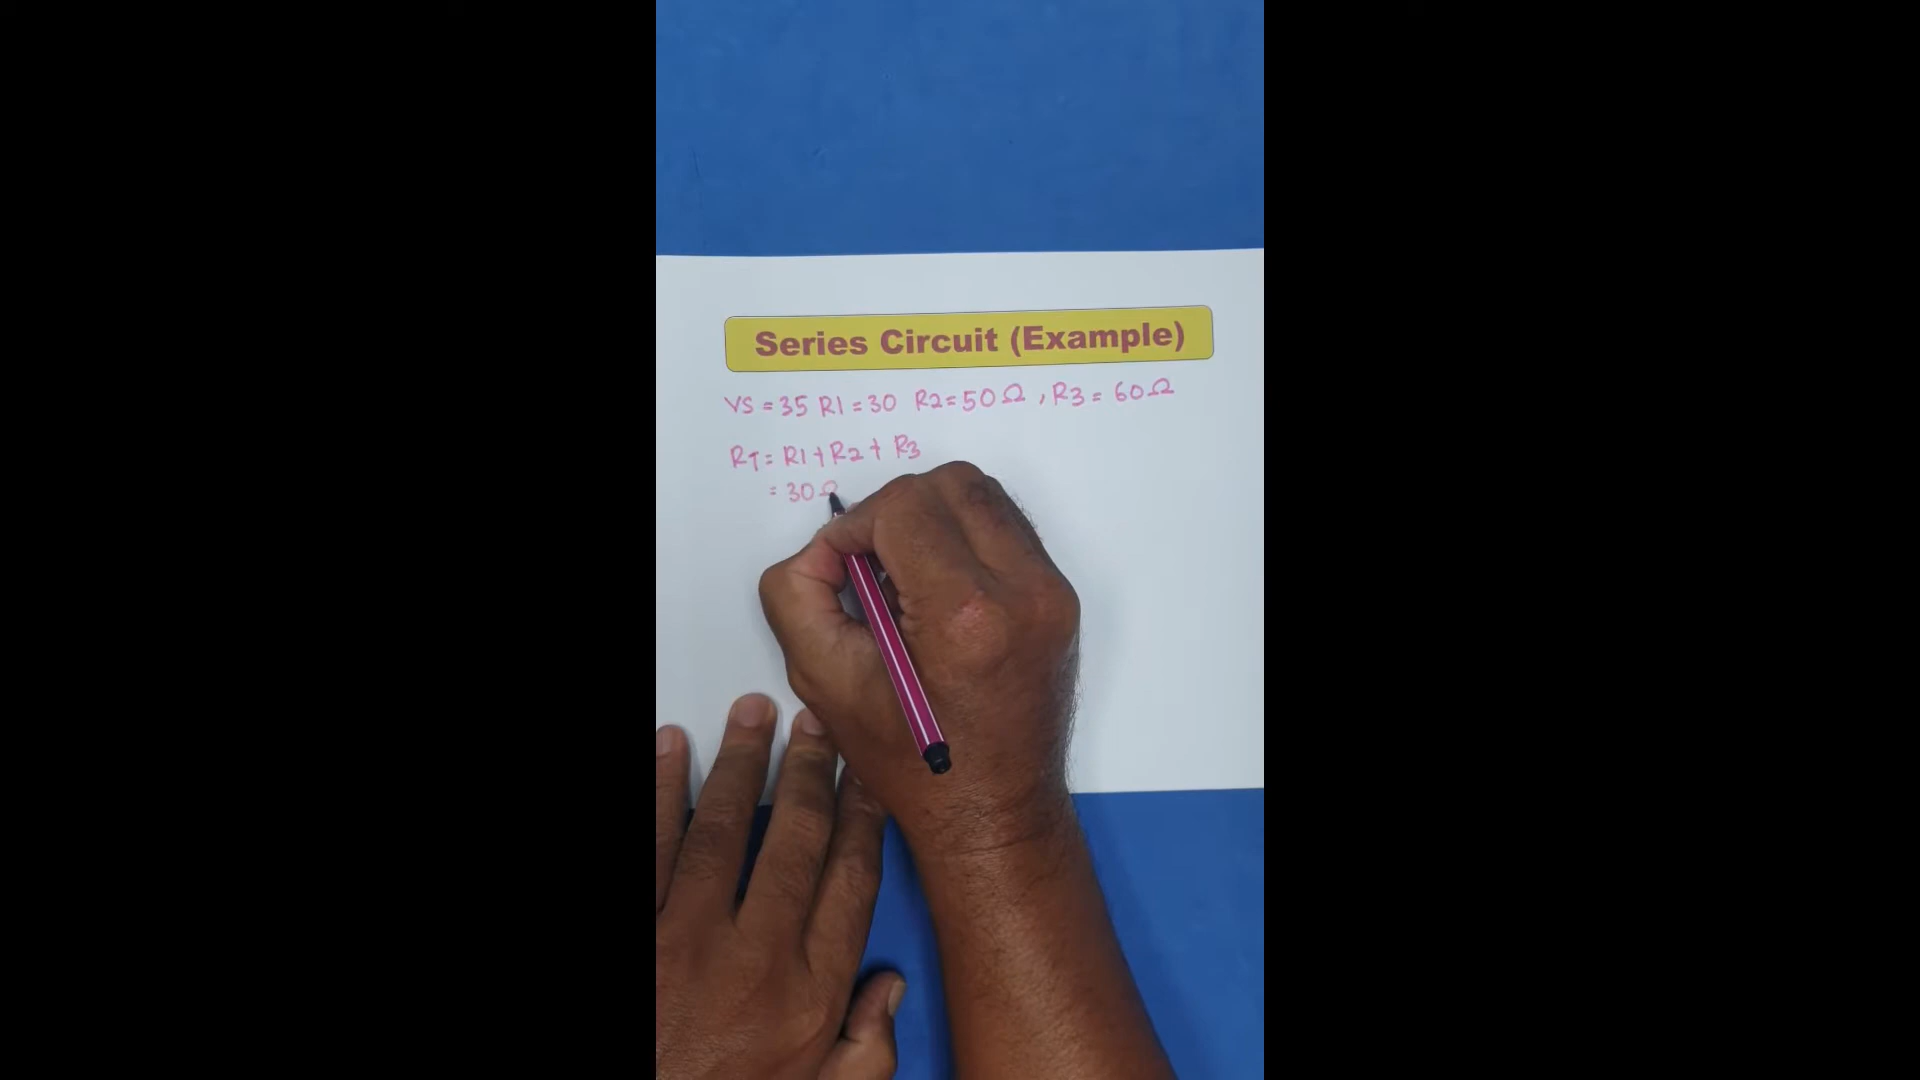 Series Circuit (Example)
VS = 35 R1 = 30 R2 = 50Ω , R3 = 60Ω
RT = R1 + R2 + R3
= 30Ω